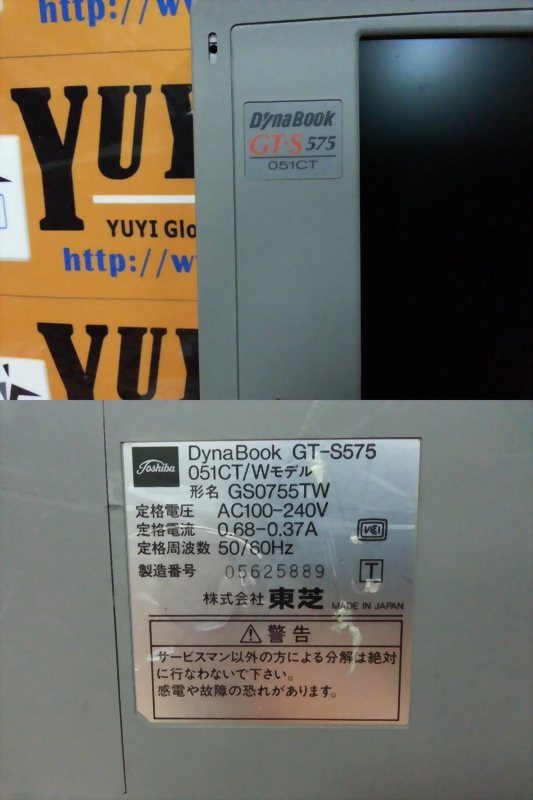 http://w
YUY
YUYI Glo
http://www
YUY
DynaBook
GT-S 575
051CT
Toshiba
DynaBook GT-S575
051CT/Wモデル
形名 GS0755TW
定格電圧 AC100-240V
定格電流 0.68-0.37A
定格周波数 50/60Hz
VCI
製造番号 05625889
T
株式会社 東芝 MADE IN JAPAN
警告
サービスマン以外の方による分解は絶対
に行なわないで下さい。
感電や故障の恐れがあります。